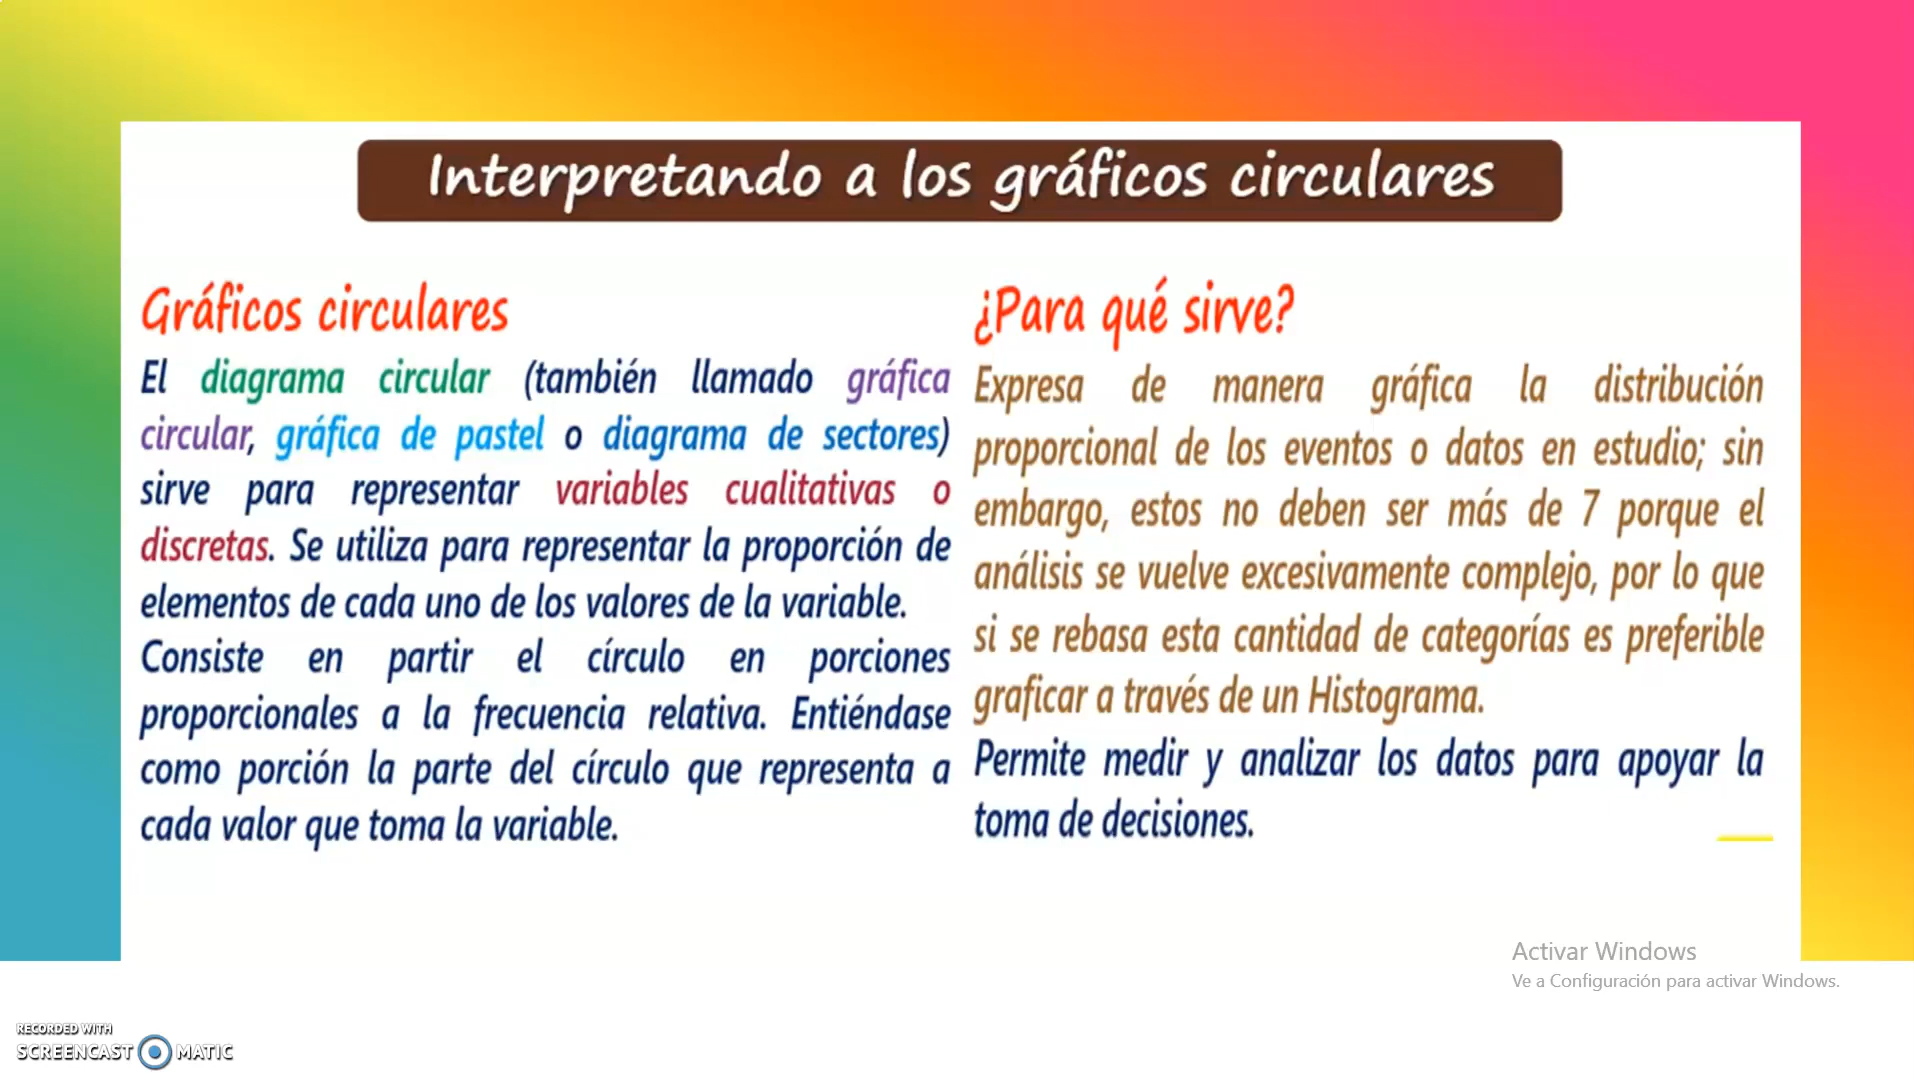 Interpretando a los gráficos circulares
Gráficos circulares
El diagrama circular (también llamado gráfica
circular, gráfica de pastel o diagrama de sectores)
sirve para representar variables cualitativas o
discretas. Se utiliza para representar la proporción de
elementos de cada uno de los valores de la variable.
Consiste en partir el círculo en porciones
proporcionales a la frecuencia relativa. Entiéndase
como porción la parte del círculo que representa a
cada valor que toma la variable.
¿Para qué sirve?
Expresa de manera gráfica la distribución
proporcional de los eventos o datos en estudio; sin
embargo, estos no deben ser más de 7 porque el
análisis se vuelve excesivamente complejo, por lo que
si se rebasa esta cantidad de categorías es preferible
graficar a través de un Histograma.
Permite medir y analizar los datos para apoyar la
toma de decisiones.
Activar Windows
Ve a Configuración para activar Windows.
RECORDED WITH
SCREENCAST MATIC